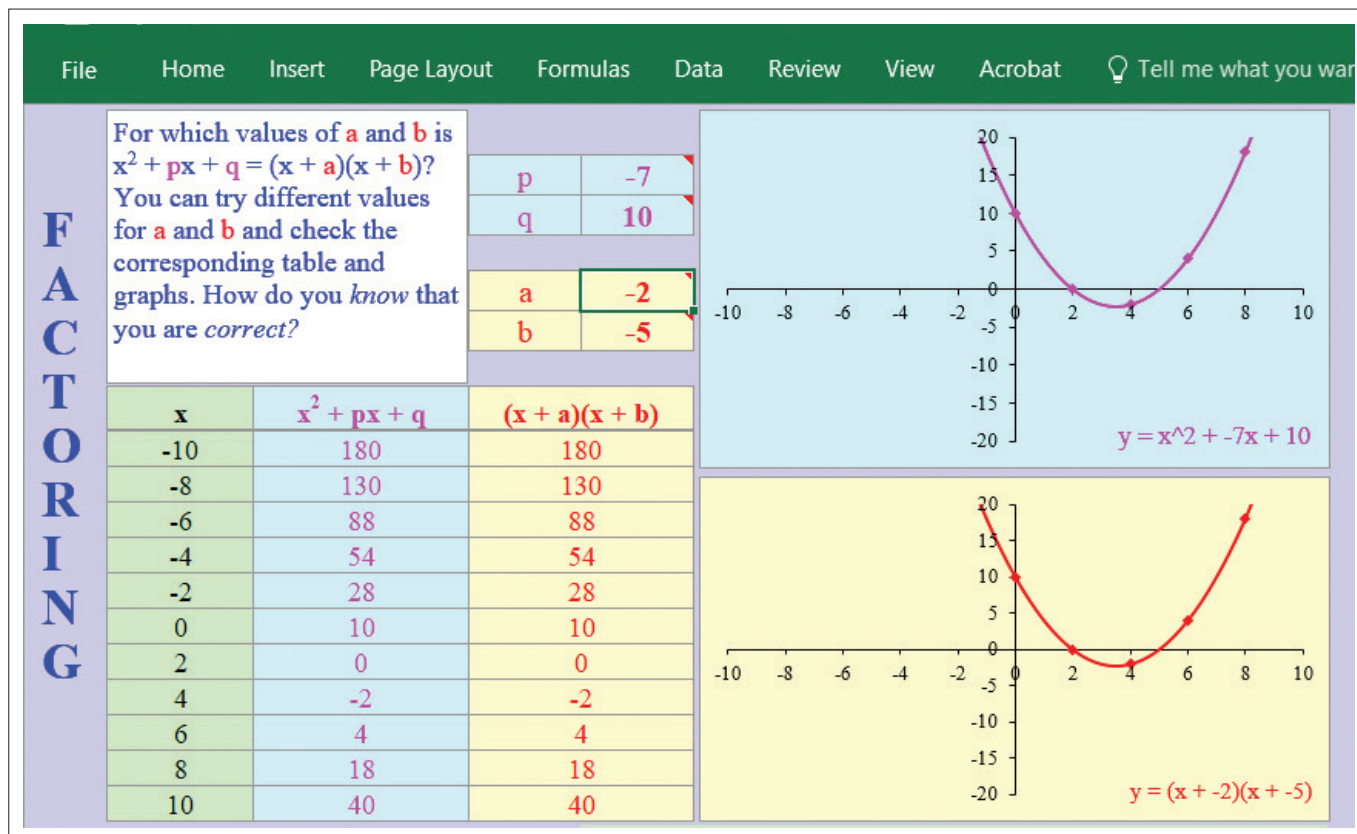 File Home Insert Page Layout Formulas Data Review View Acrobat Tell me what you war
FACTORING
For which values of a and b is
x² + px + q = (x + a)(x + b)?
You can try different values
for a and b and check the
corresponding table and
graphs. How do you know that
you are correct?
p -7
q 10
a -2
b -5
x x² + px + q (x + a)(x + b)
-10 180 180
-8 130 130
-6 88 88
-4 54 54
-2 28 28
0 10 10
2 0 0
4 -2 -2
6 4 4
8 18 18
10 40 40
20
15
10
5
0
-10 -8 -6 -4 -2 0 2 4 6 8 10
-5
-10
-15
-20
y = x^2 + -7x + 10
20
15
10
5
0
-10 -8 -6 -4 -2 0 2 4 6 8 10
-5
-10
-15
-20
y = (x + -2)(x + -5)